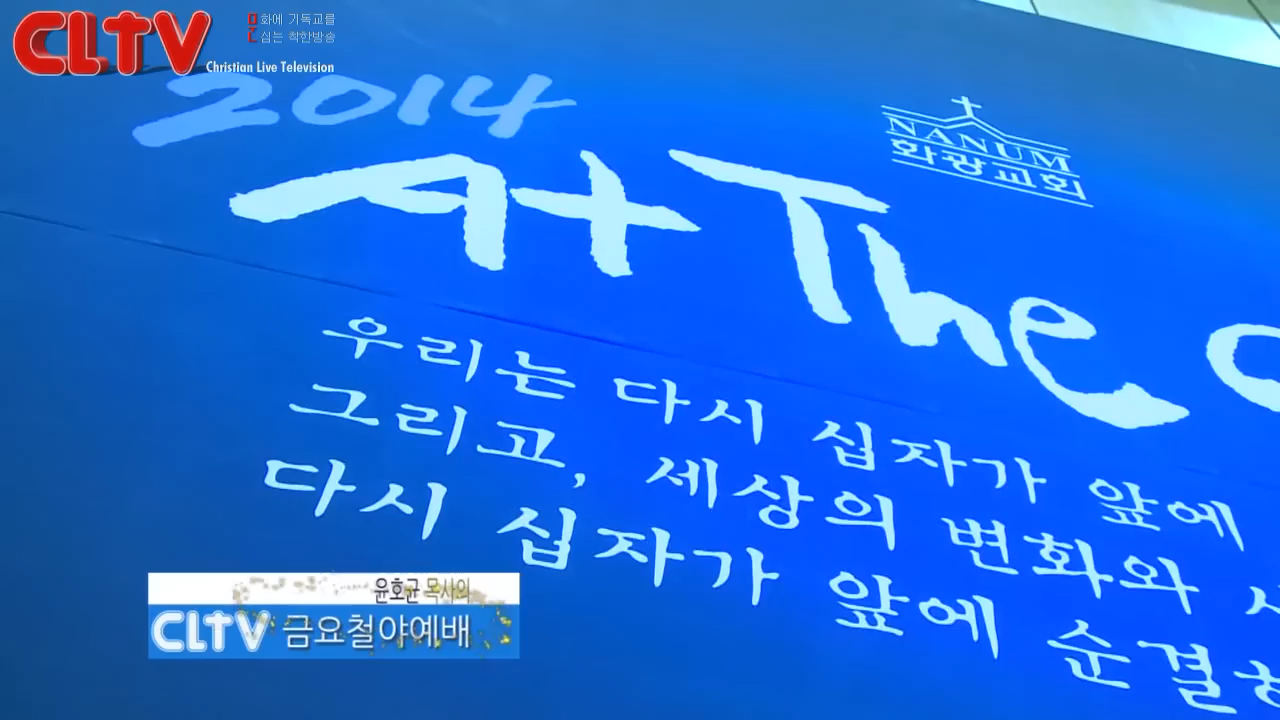 CLTV
문화에 기독교를
심는 착한방송
Christian Live Television
2014
At The
NANUM
화광교회
우리는 다시 십자가 앞에
그리고, 세상의 변화와
다시 십자가 앞에
윤호균 목사의
CLTV 금요철야예배